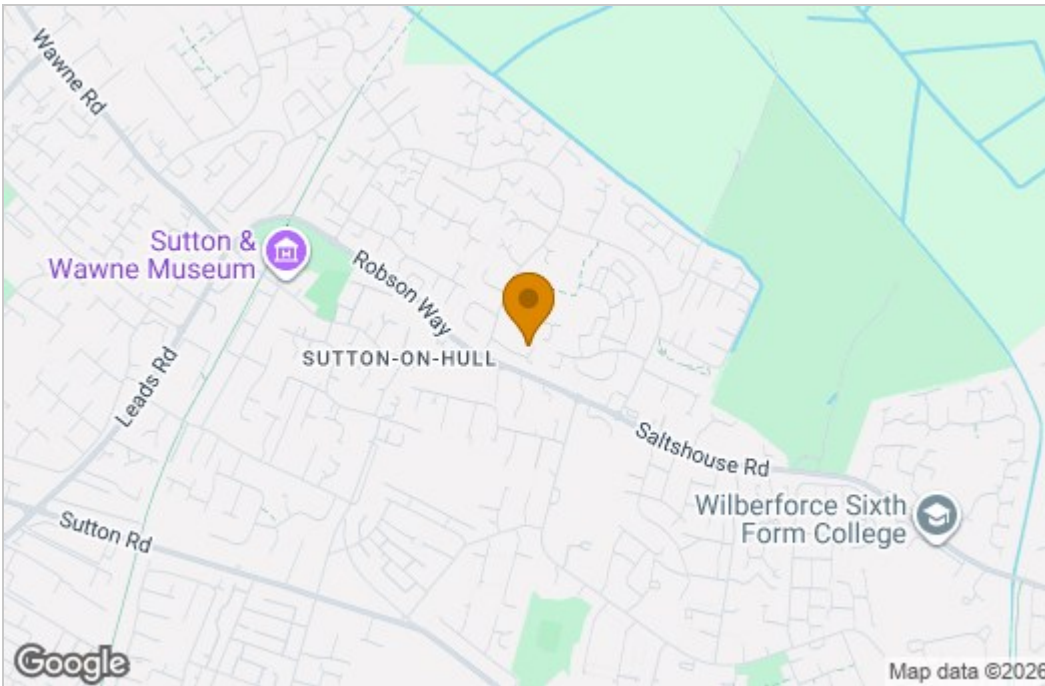 Wawne Rd
Sutton &
Wawne Museum
Robson Way
SUTTON-ON-HULL
Leads Rd
Saltshouse Rd
Wilberforce Sixth
Form College
Sutton Rd
Google
Map data ©2026